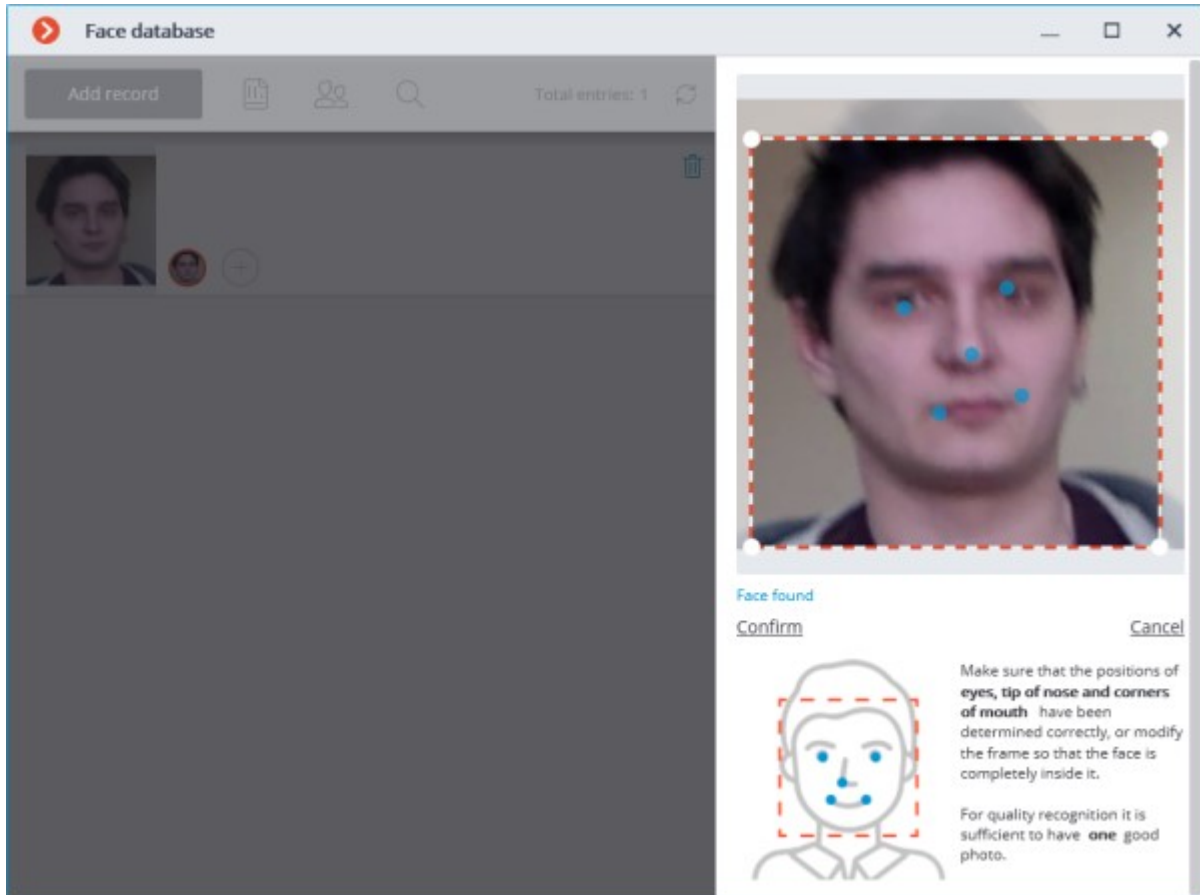 Face database
Add record
Total entries: 1
Face found
Confirm
Cancel
Make sure that the positions of
eyes, tip of nose and corners
of mouth have been
determined correctly, or modify
the frame so that the face is
completely inside it.
For quality recognition it is
sufficient to have one good
photo.